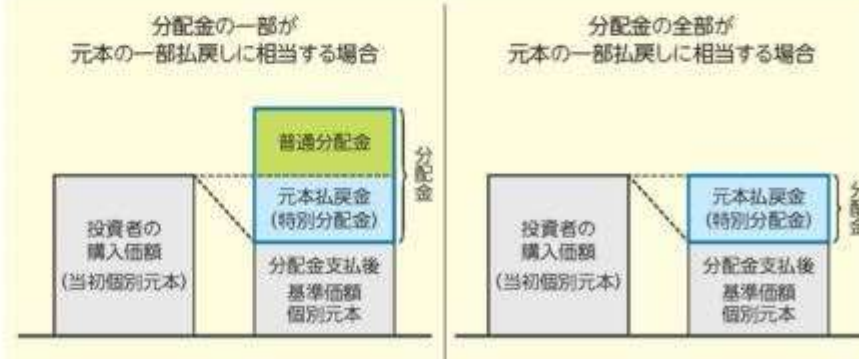 分配金の一部が
元本の一部払戻しに相当する場合
普通分配金
元本払戻金
(特別分配金)
分配金
投資者の
購入価額
(当初個別元本)
分配金支払後
基準価額
個別元本
分配金の全部が
元本の一部払戻しに相当する場合
元本払戻金
(特別分配金)
分配金
投資者の
購入価額
(当初個別元本)
分配金支払後
基準価額
個別元本